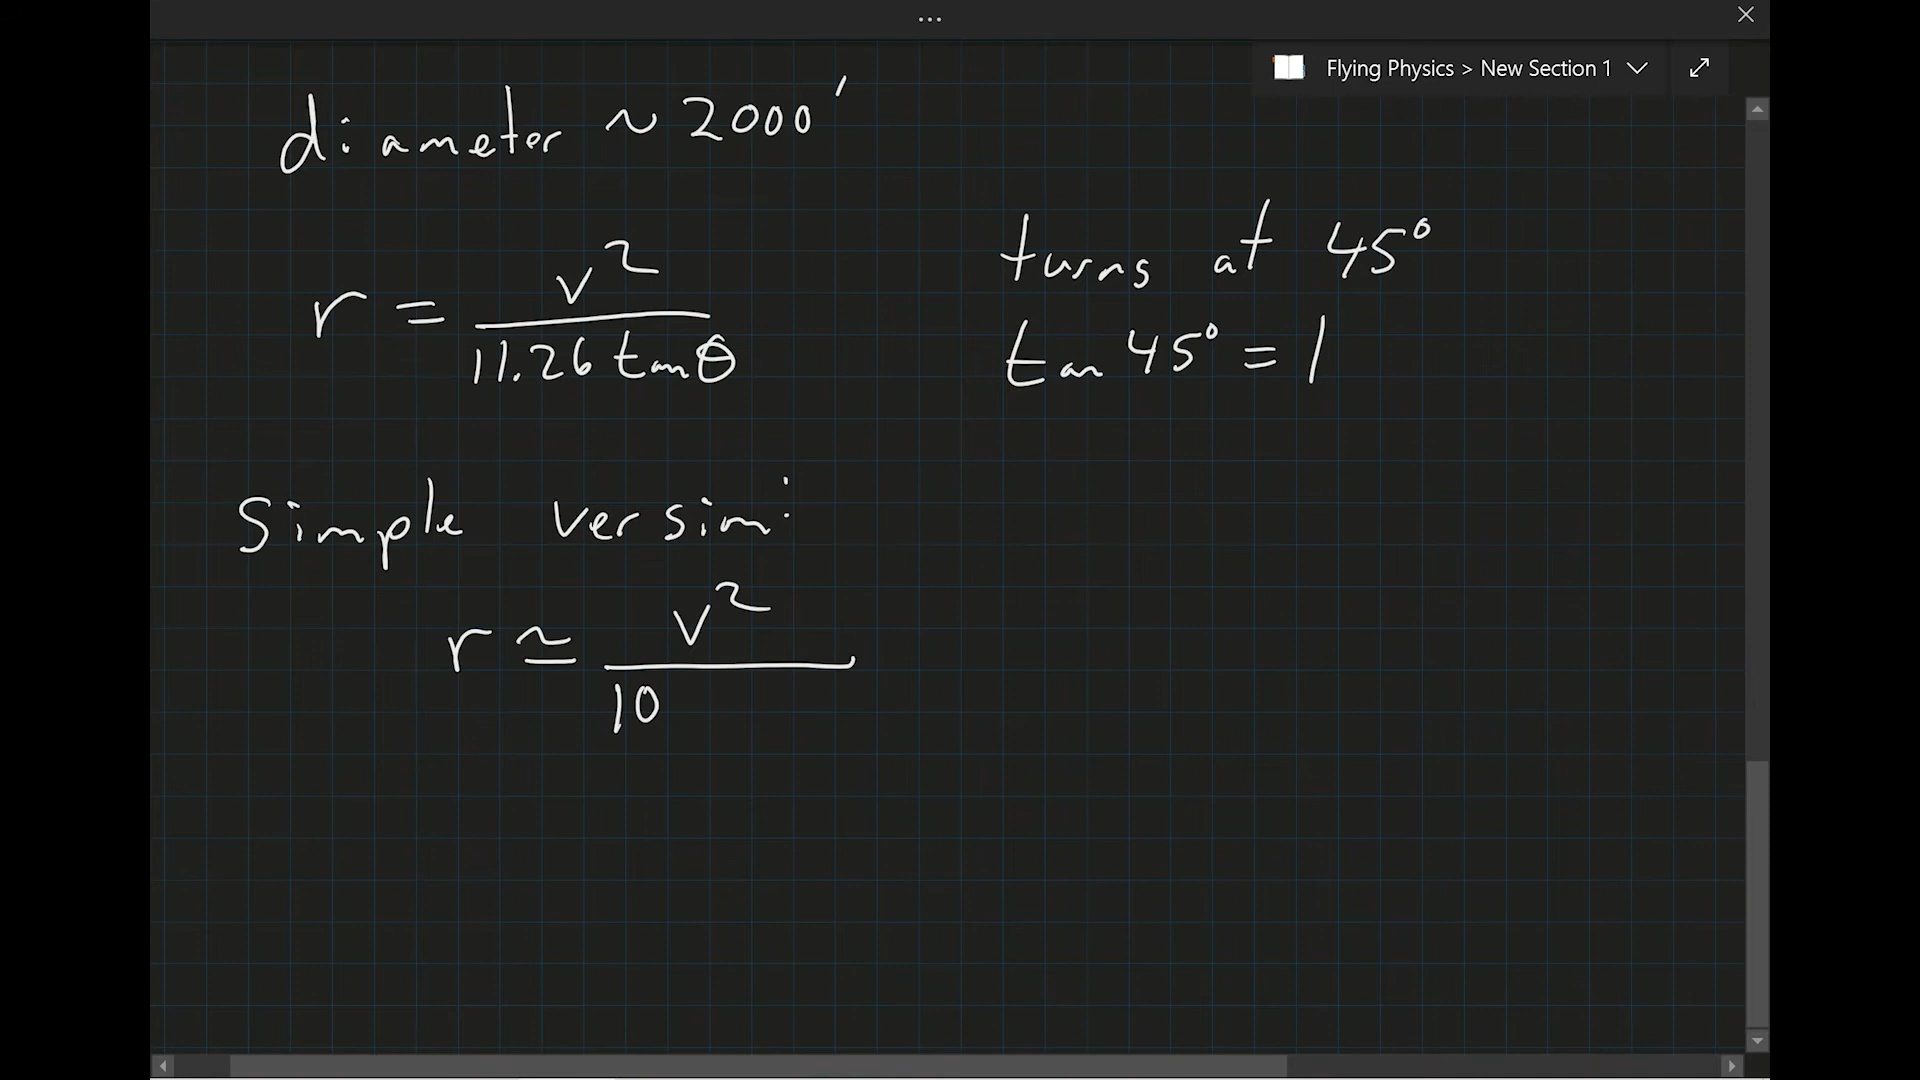 ...
Flying Physics > New Section 1
diameter ~ 2000'
r = v² / 11.26 tanθ
turns at 45°
tan 45° = 1
Simple version:
r ≃ v² / 10